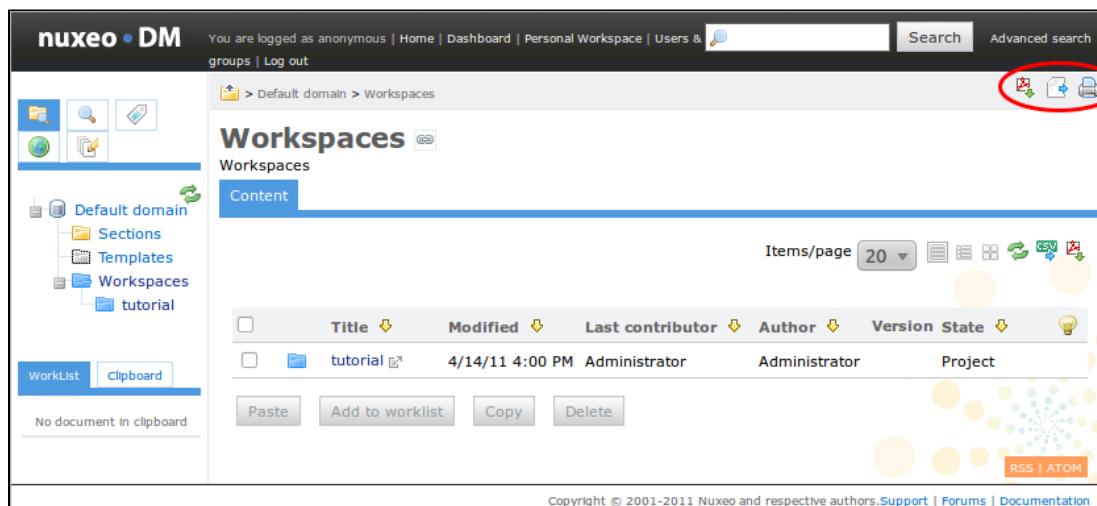 nuxeo • DM
You are logged as anonymous | Home | Dashboard | Personal Workspace | Users &
groups | Log out
Search
Advanced search
> Default domain > Workspaces
Workspaces
Workspaces
Content
Default domain
Sections
Templates
Workspaces
tutorial
Items/page 20
CSV
Title Modified Last contributor Author Version State
tutorial 4/14/11 4:00 PM Administrator Administrator Project
Paste Add to worklist Copy Delete
WorkList Clipboard
No document in clipboard
RSS | ATOM
Copyright © 2001-2011 Nuxeo and respective authors.Support | Forums | Documentation